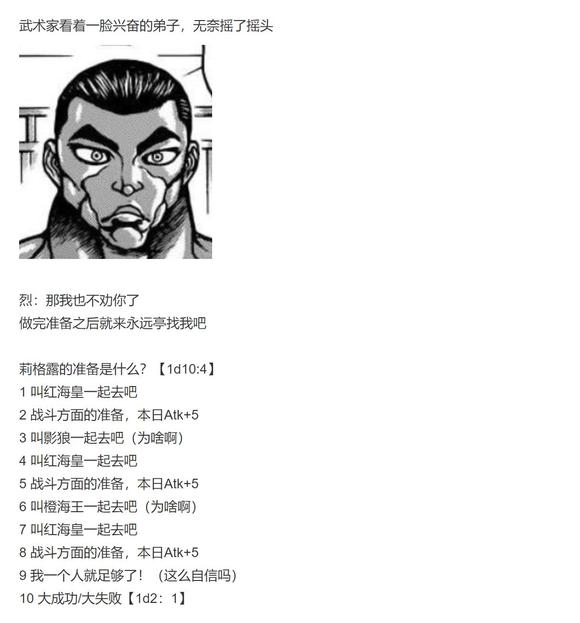 武术家看着一脸兴奋的弟子，无奈摇了摇头
烈：那我也不劝你了
做完准备之后就来永远亭找我吧
莉格露的准备是什么？【1d10:4】
1 叫红海皇一起去吧
2 战斗方面的准备，本日Atk+5
3 叫影狼一起去吧（为啥啊）
4 叫红海皇一起去吧
5 战斗方面的准备，本日Atk+5
6 叫橙海王一起去吧（为啥啊）
7 叫红海皇一起去吧
8 战斗方面的准备，本日Atk+5
9 我一个人就足够了！（这么自信吗）
10 大成功/大失败【1d2：1】